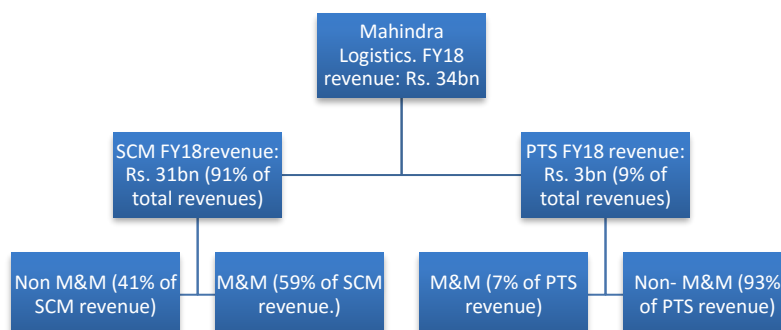 Mahindra
Logistics. FY18
revenue: Rs. 34bn
SCM FY18revenue:
Rs. 31bn (91% of
total revenues)
PTS FY18 revenue:
Rs. 3bn (9% of
total revenues)
Non M&M (41% of
SCM revenue)
M&M (59% of SCM
revenue.)
M&M (7% of PTS
revenue)
Non- M&M (93%
of PTS revenue)